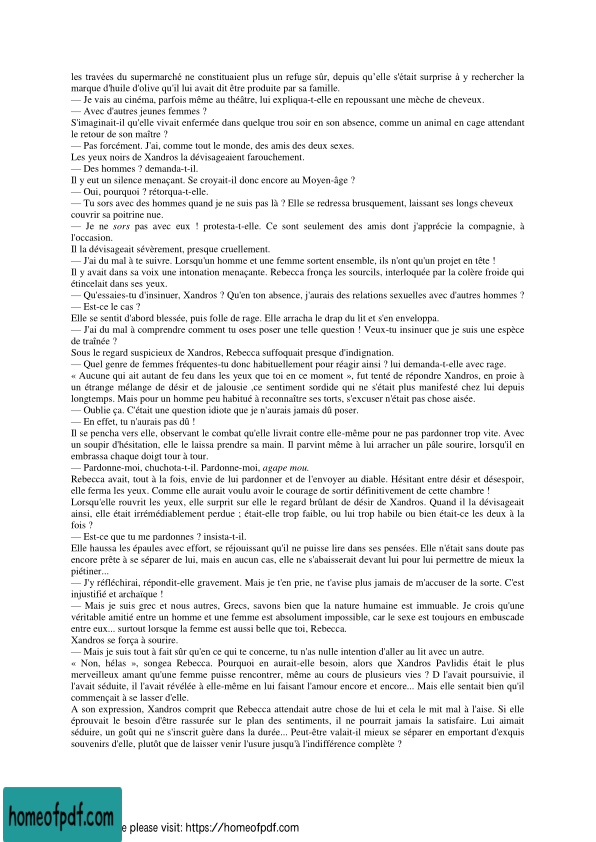 les travées du supermarché ne constituaient plus un refuge sûr, depuis qu’elle s'était surprise à y rechercher la
marque d'huile d'olive qu'il lui avait dit être produite par sa famille.
— Je vais au cinéma, parfois même au théâtre, lui expliqua-t-elle en repoussant une mèche de cheveux.
— Avec d'autres jeunes femmes ?
S'imaginait-il qu'elle vivait enfermée dans quelque trou soir en son absence, comme un animal en cage attendant
le retour de son maître ?
— Pas forcément. J'ai, comme tout le monde, des amis des deux sexes.
Les yeux noirs de Xandros la dévisageaient farouchement.
— Des hommes ? demanda-t-il.
Il y eut un silence menaçant. Se croyait-il donc encore au Moyen-âge ?
— Oui, pourquoi ? rétorqua-t-elle.
— Tu sors avec des hommes quand je ne suis pas là ? Elle se redressa brusquement, laissant ses longs cheveux
couvrir sa poitrine nue.
— Je ne sors pas avec eux ! protesta-t-elle. Ce sont seulement des amis dont j'apprécie la compagnie, à
l'occasion.
Il la dévisageait sévèrement, presque cruellement.
— J'ai du mal à te suivre. Lorsqu'un homme et une femme sortent ensemble, ils n'ont qu'un projet en tête !
Il y avait dans sa voix une intonation menaçante. Rebecca fronça les sourcils, interloquée par la colère froide qui
étincelait dans ses yeux.
— Qu'essaies-tu d'insinuer, Xandros ? Qu'en ton absence, j'aurais des relations sexuelles avec d'autres hommes ?
— Est-ce le cas ?
Elle se sentit d'abord blessée, puis folle de rage. Elle arracha le drap du lit et s'en enveloppa.
— J'ai du mal à comprendre comment tu oses poser une telle question ! Veux-tu insinuer que je suis une espèce
de traînée ?
Sous le regard suspicieux de Xandros, Rebecca suffoquait presque d'indignation.
— Quel genre de femmes fréquentes-tu donc habituellement pour réagir ainsi ? lui demanda-t-elle avec rage.
« Aucune qui ait autant de feu dans les yeux que toi en ce moment », fut tenté de répondre Xandros, en proie à
un étrange mélange de désir et de jalousie ,ce sentiment sordide qui ne s'était plus manifesté chez lui depuis
longtemps. Mais pour un homme peu habitué à reconnaître ses torts, s'excuser n'était pas chose aisée.
— Oublie ça. C'était une question idiote que je n'aurais jamais dû poser.
— En effet, tu n'aurais pas dû !
Il se pencha vers elle, observant le combat qu'elle livrait contre elle-même pour ne pas pardonner trop vite. Avec
un soupir d'hésitation, elle le laissa prendre sa main. Il parvint même à lui arracher un pâle sourire, lorsqu'il en
embrassa chaque doigt tour à tour.
— Pardonne-moi, chuchota-t-il. Pardonne-moi, agape mou.
Rebecca avait, tout à la fois, envie de lui pardonner et de l'envoyer au diable. Hésitant entre désir et désespoir,
elle ferma les yeux. Comme elle aurait voulu avoir le courage de sortir définitivement de cette chambre !
Lorsqu'elle rouvrit les yeux, elle surprit sur elle le regard brûlant de désir de Xandros. Quand il la dévisageait
ainsi, elle était irrémédiablement perdue ; était-elle trop faible, ou lui trop habile ou bien était-ce les deux à la
fois ?
— Est-ce que tu me pardonnes ? insista-t-il.
Elle haussa les épaules avec effort, se réjouissant qu'il ne puisse lire dans ses pensées. Elle n'était sans doute pas
encore prête à se séparer de lui, mais en aucun cas, elle ne s'abaisserait devant lui pour lui permettre de mieux la
piétiner...
— J'y réfléchirai, répondit-elle gravement. Mais je t'en prie, ne t'avise plus jamais de m'accuser de la sorte. C'est
injustifié et archaïque !
— Mais je suis grec et nous autres, Grecs, savons bien que la nature humaine est immuable. Je crois qu'une
véritable amitié entre un homme et une femme est absolument impossible, car le sexe est toujours en embuscade
entre eux... surtout lorsque la femme est aussi belle que toi, Rebecca.
Xandros se força à sourire.
— Mais je suis tout à fait sûr qu'en ce qui te concerne, tu n'as nulle intention d'aller au lit avec un autre.
« Non, hélas », songea Rebecca. Pourquoi en aurait-elle besoin, alors que Xandros Pavlidis était le plus
merveilleux amant qu'une femme puisse rencontrer, même au cours de plusieurs vies ? D l'avait poursuivie, il
l'avait séduite, il l'avait révélée à elle-même en lui faisant l'amour encore et encore... Mais elle sentait bien qu'il
commençait à se lasser d'elle.
A son expression, Xandros comprit que Rebecca attendait autre chose de lui et cela le mit mal à l'aise. Si elle
éprouvait le besoin d'être rassurée sur le plan des sentiments, il ne pourrait jamais la satisfaire. Lui aimait
séduire, un goût qui ne s'inscrit guère dans la durée... Peut-être valait-il mieux se séparer en emportant d'exquis
souvenirs d'elle, plutôt que de laisser venir l'usure jusqu'à l'indifférence complète ?
homeofpdf.com
e please visit: https://homeofpdf.com